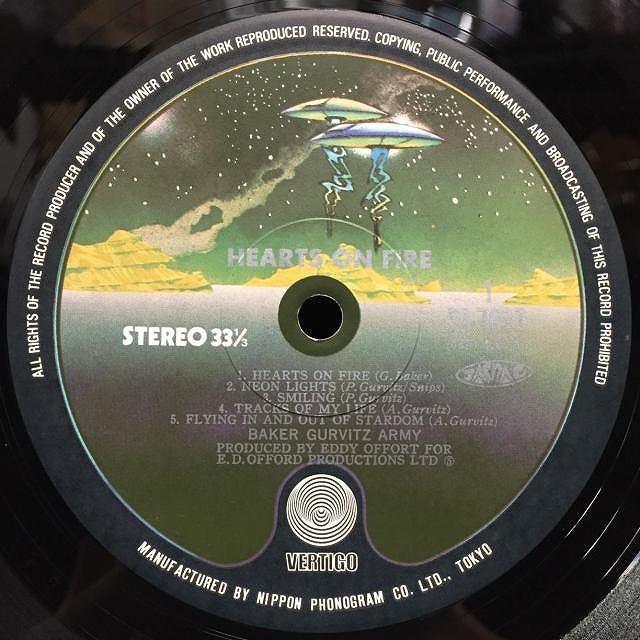 ALL RIGHTS OF THE RECORD PRODUCER AND OF THE OWNER OF THE WORK REPRODUCED RESERVED. COPYING, PUBLIC PERFORMANCE AND BROADCASTING OF THIS RECORD PROHIBITED
HEARTS ON FIRE
1
STEREO 33⅓
1. HEARTS ON FIRE (G. Baker)
2. NEON LIGHTS (P. Gurvitz/Snips)
3. SMILING (P. Gurvitz)
4. TRACKS OF MY LIFE (A. Gurvitz)
5. FLYING IN AND OUT OF STARDOM (A. Gurvitz)
BAKER GURVITZ ARMY
PRODUCED BY EDDY OFFORT FOR
E.D.OFFORD PRODUCTIONS LTD ℗
VERTIGO
MANUFACTURED BY NIPPON PHONOGRAM CO. LTD., TOKYO